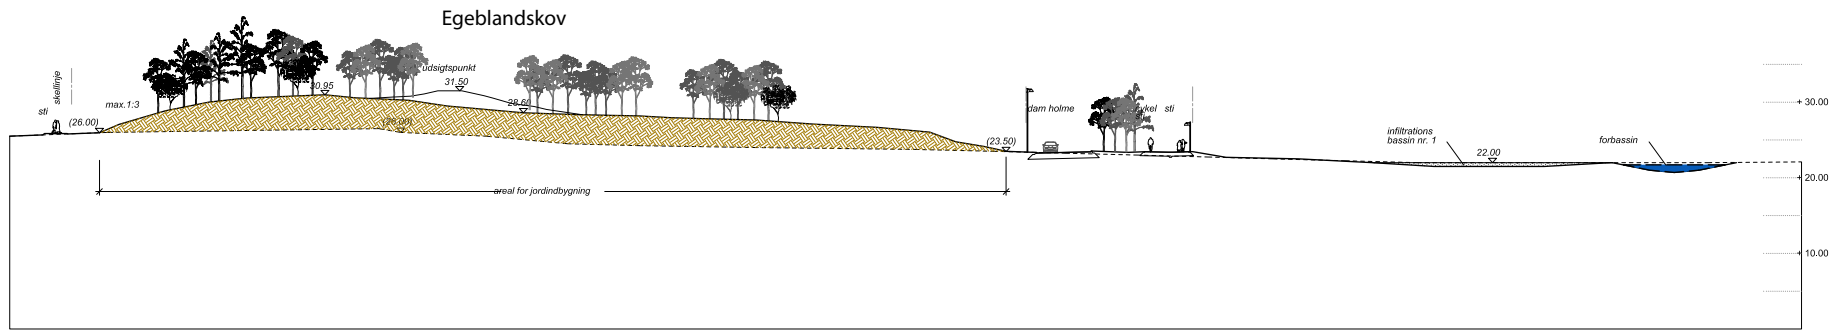 Egeblandskov
udsigtspunkt
31.50
30.95
28.60
skellinje
sti
max.1:3
(26.00)
(26.00)
(23.50)
dam holme
cykel sti
sti
infiltrations
bassin nr. 1
22.00
forbassin
areal for jordindbygning
30.00
20.00
10.00